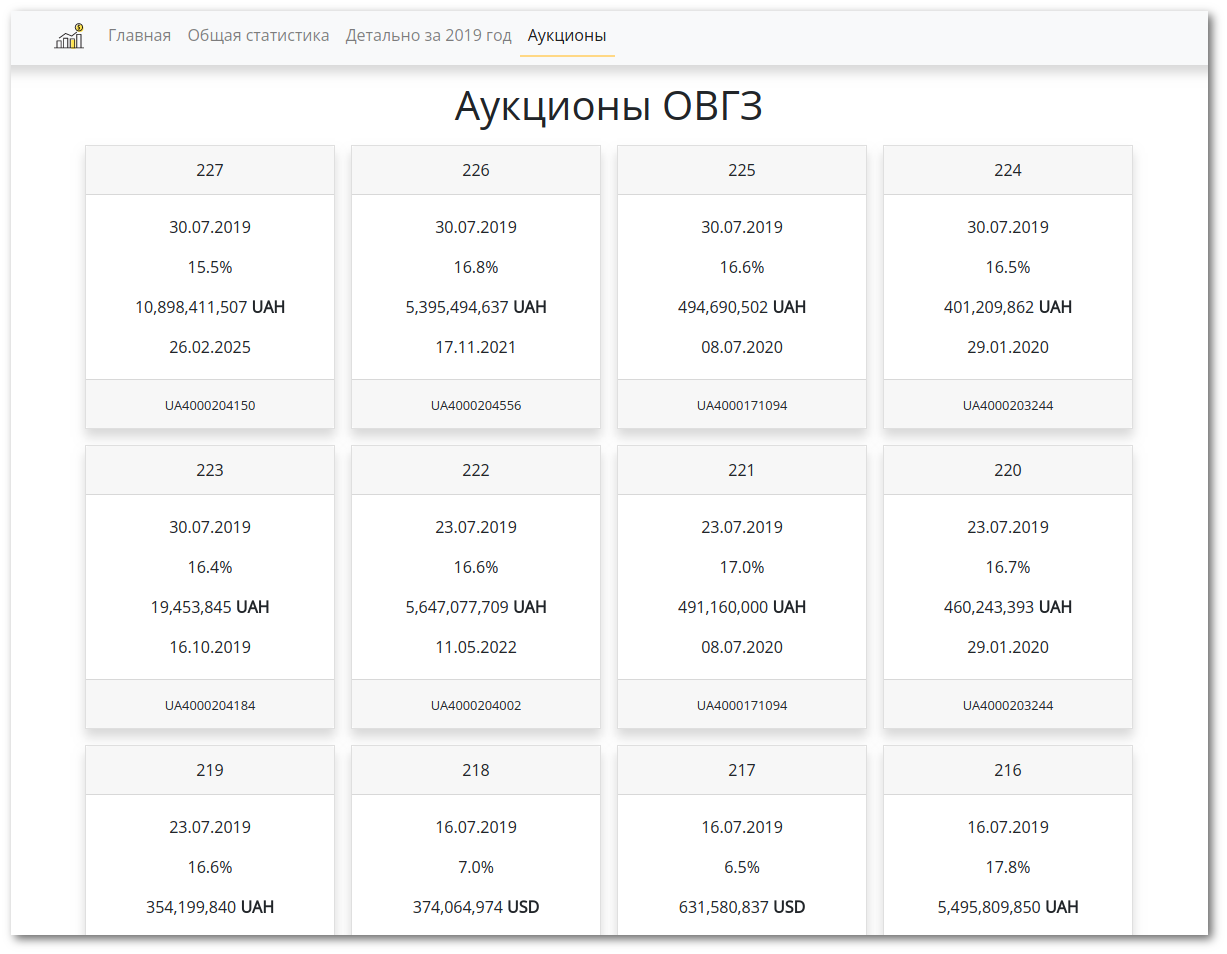 Главная Общая статистика Детально за 2019 год Аукционы
Аукционы ОВГЗ
227
30.07.2019
15.5%
10,898,411,507 UAH
26.02.2025
UA4000204150
226
30.07.2019
16.8%
5,395,494,637 UAH
17.11.2021
UA4000204556
225
30.07.2019
16.6%
494,690,502 UAH
08.07.2020
UA4000171094
224
30.07.2019
16.5%
401,209,862 UAH
29.01.2020
UA4000203244
223
30.07.2019
16.4%
19,453,845 UAH
16.10.2019
UA4000204184
222
23.07.2019
16.6%
5,647,077,709 UAH
11.05.2022
UA4000204002
221
23.07.2019
17.0%
491,160,000 UAH
08.07.2020
UA4000171094
220
23.07.2019
16.7%
460,243,393 UAH
29.01.2020
UA4000203244
219
23.07.2019
16.6%
354,199,840 UAH
218
16.07.2019
7.0%
374,064,974 USD
217
16.07.2019
6.5%
631,580,837 USD
216
16.07.2019
17.8%
5,495,809,850 UAH